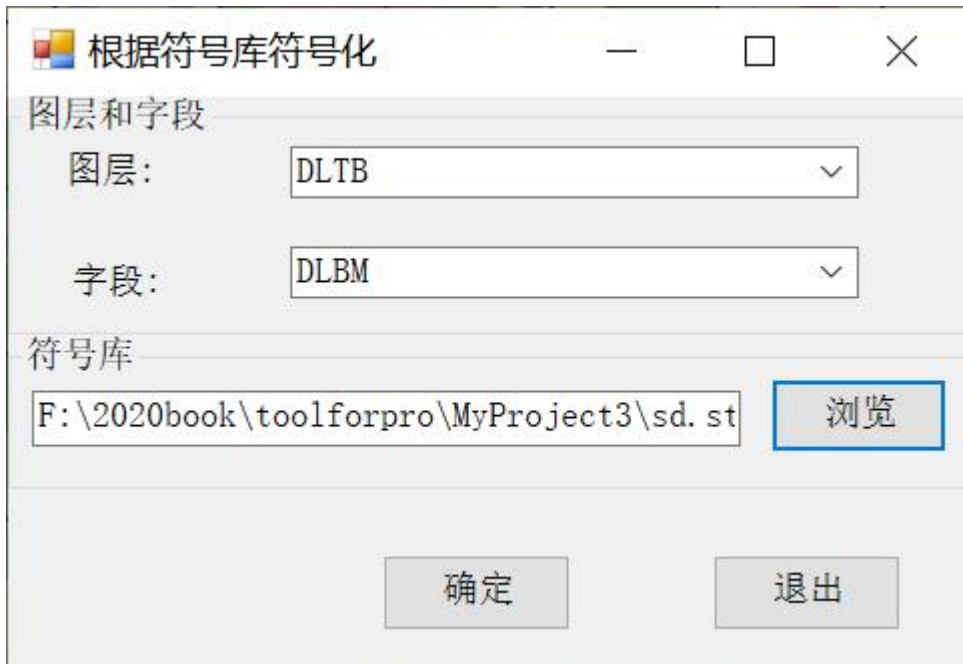 根据符号库符号化
图层和字段
图层: DLTB
字段: DLBM
符号库
F:\2020book\toolforpro\MyProject3\sd.st 浏览
确定 退出